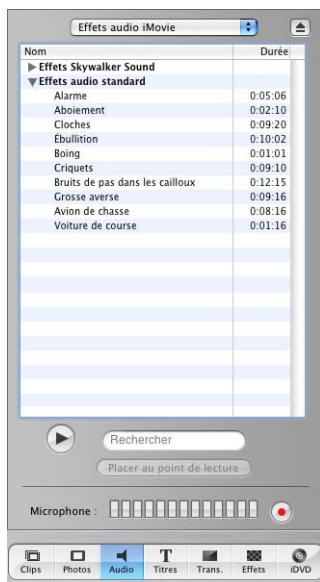 Effets audio iMovie
Nom Durée
Effets Skywalker Sound
Effets audio standard
Alarme 0:05:06
Aboiement 0:02:10
Cloches 0:09:20
Ébullition 0:10:02
Boing 0:01:01
Criquets 0:09:10
Bruits de pas dans les cailloux 0:12:15
Grosse averse 0:09:16
Avion de chasse 0:08:16
Voiture de course 0:01:16
Rechercher
Placer au point de lecture
Microphone :
Clips Photos Audio Titres Trans. Effets iDVD